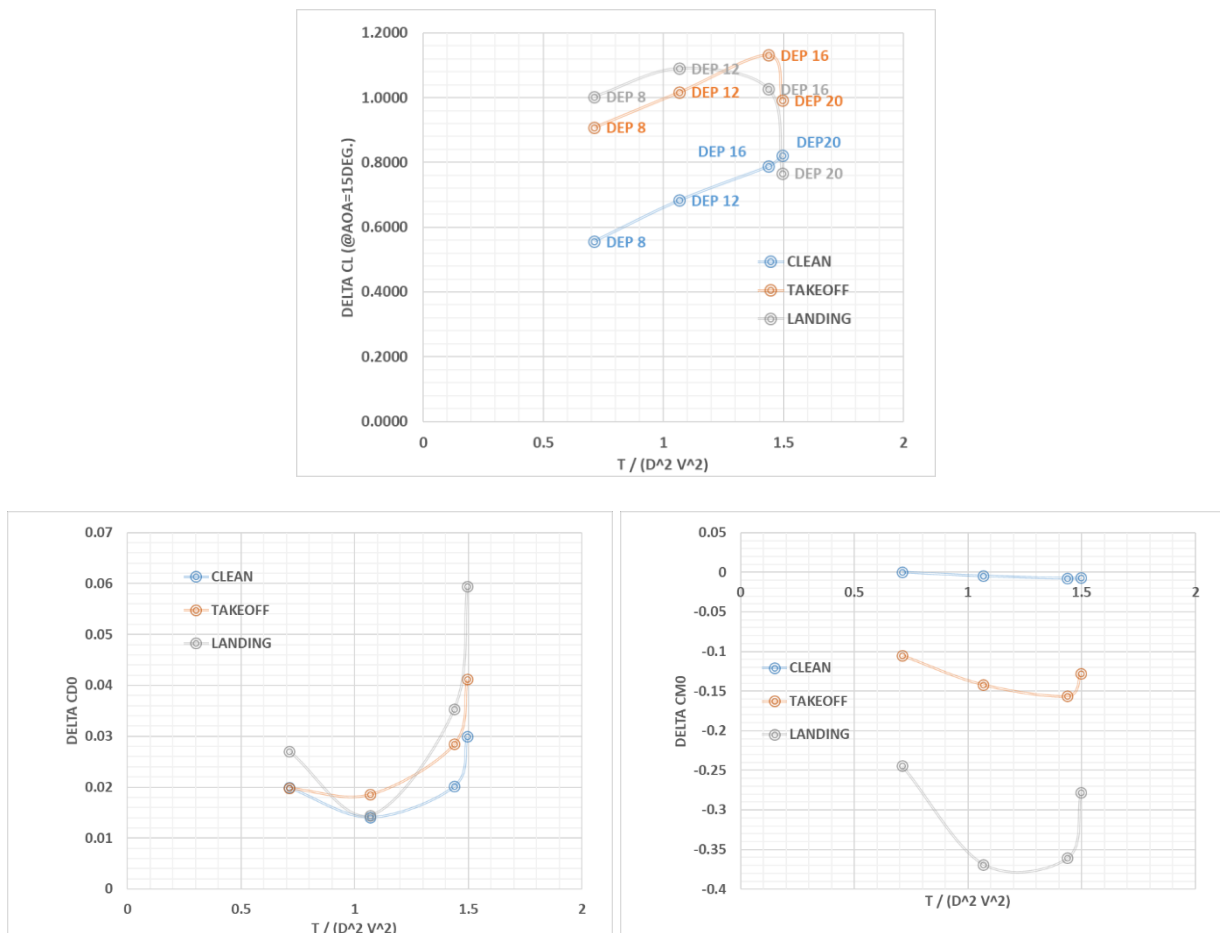 1.2000
DEP 16
DEP 12
1.0000
DEP 8
DEP 16
DEP 12
DEP 20
DEP 8
DEP20
DEP 16
0.8000
DEP 20
DEP 12
0.6000
DEP 8
CLEAN
0.4000
TAKEOFF
LANDING
0.2000
0.0000
0 0.5 1 1.5 2
DELTA CL (@AOA=15DEG.)
T / (D^2 V^2)
0.07
0.06
0.05
0.04
0.03
0.02
0.01
0
CLEAN
TAKEOFF
LANDING
DELTA CD0
0 0.5 1 1.5 2
T / (D^2 V^2)
0.05
0
-0.05
-0.1
-0.15
-0.2
-0.25
-0.3
-0.35
-0.4
0 0.5 1 1.5 2
CLEAN
TAKEOFF
LANDING
DELTA CM0
T / (D^2 V^2)